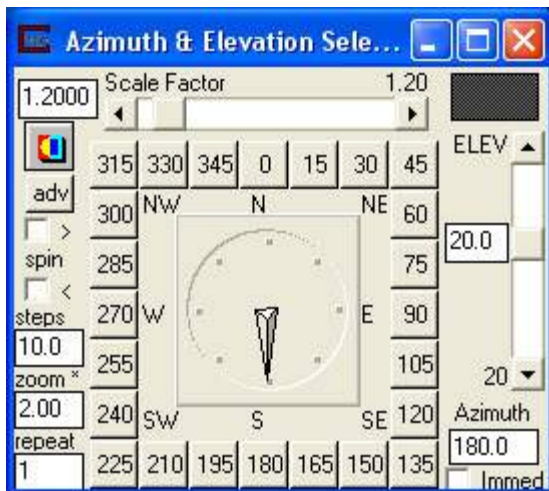 Azimuth & Elevation Sele...
1.2000 Scale Factor 1.20
ELEV
315 330 345 0 15 30 45
adv
300 NW N NE 60
>
20.0
spin 285 75
<
steps 270 W E 90
10.0
255 105
zoom * 20
2.00 240 SW S SE 120 Azimuth
repeat 180.0
1 225 210 195 180 165 150 135
Immed